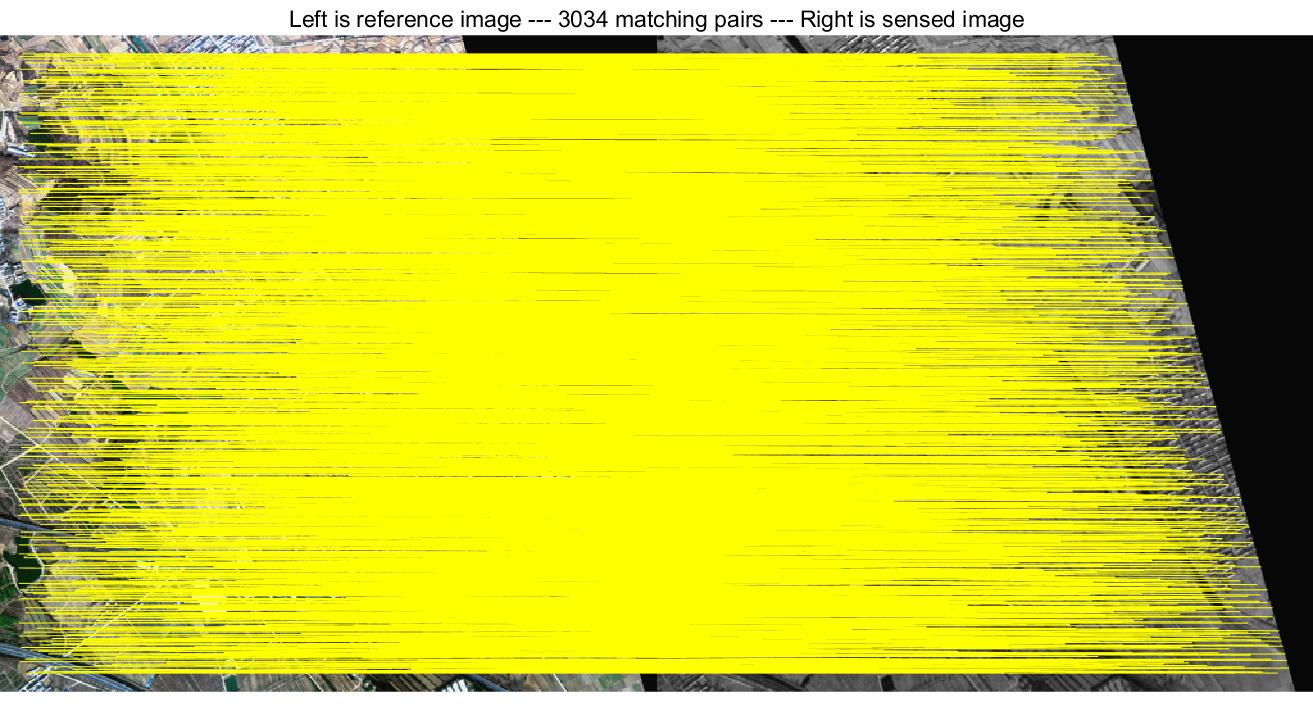 Left is reference image --- 3034 matching pairs --- Right is sensed image